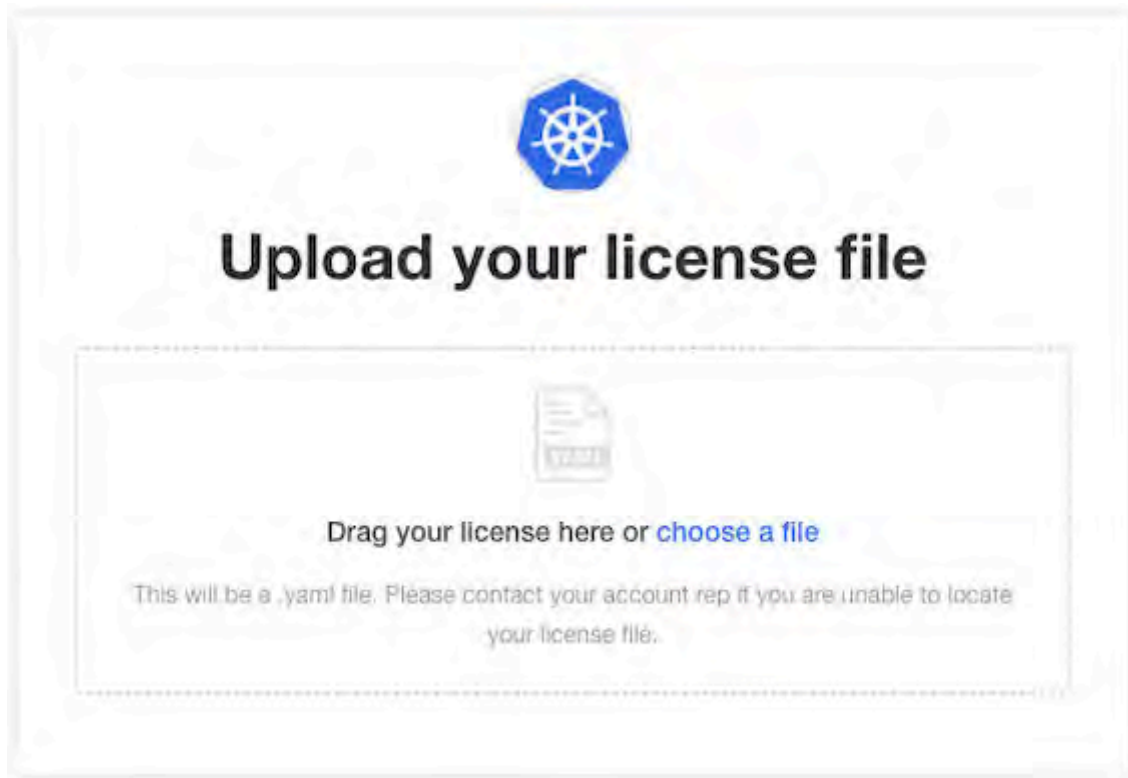 Upload your license file
YAML
Drag your license here or choose a file
This will be a .yaml file. Please contact your account rep if you are unable to locate
your license file.